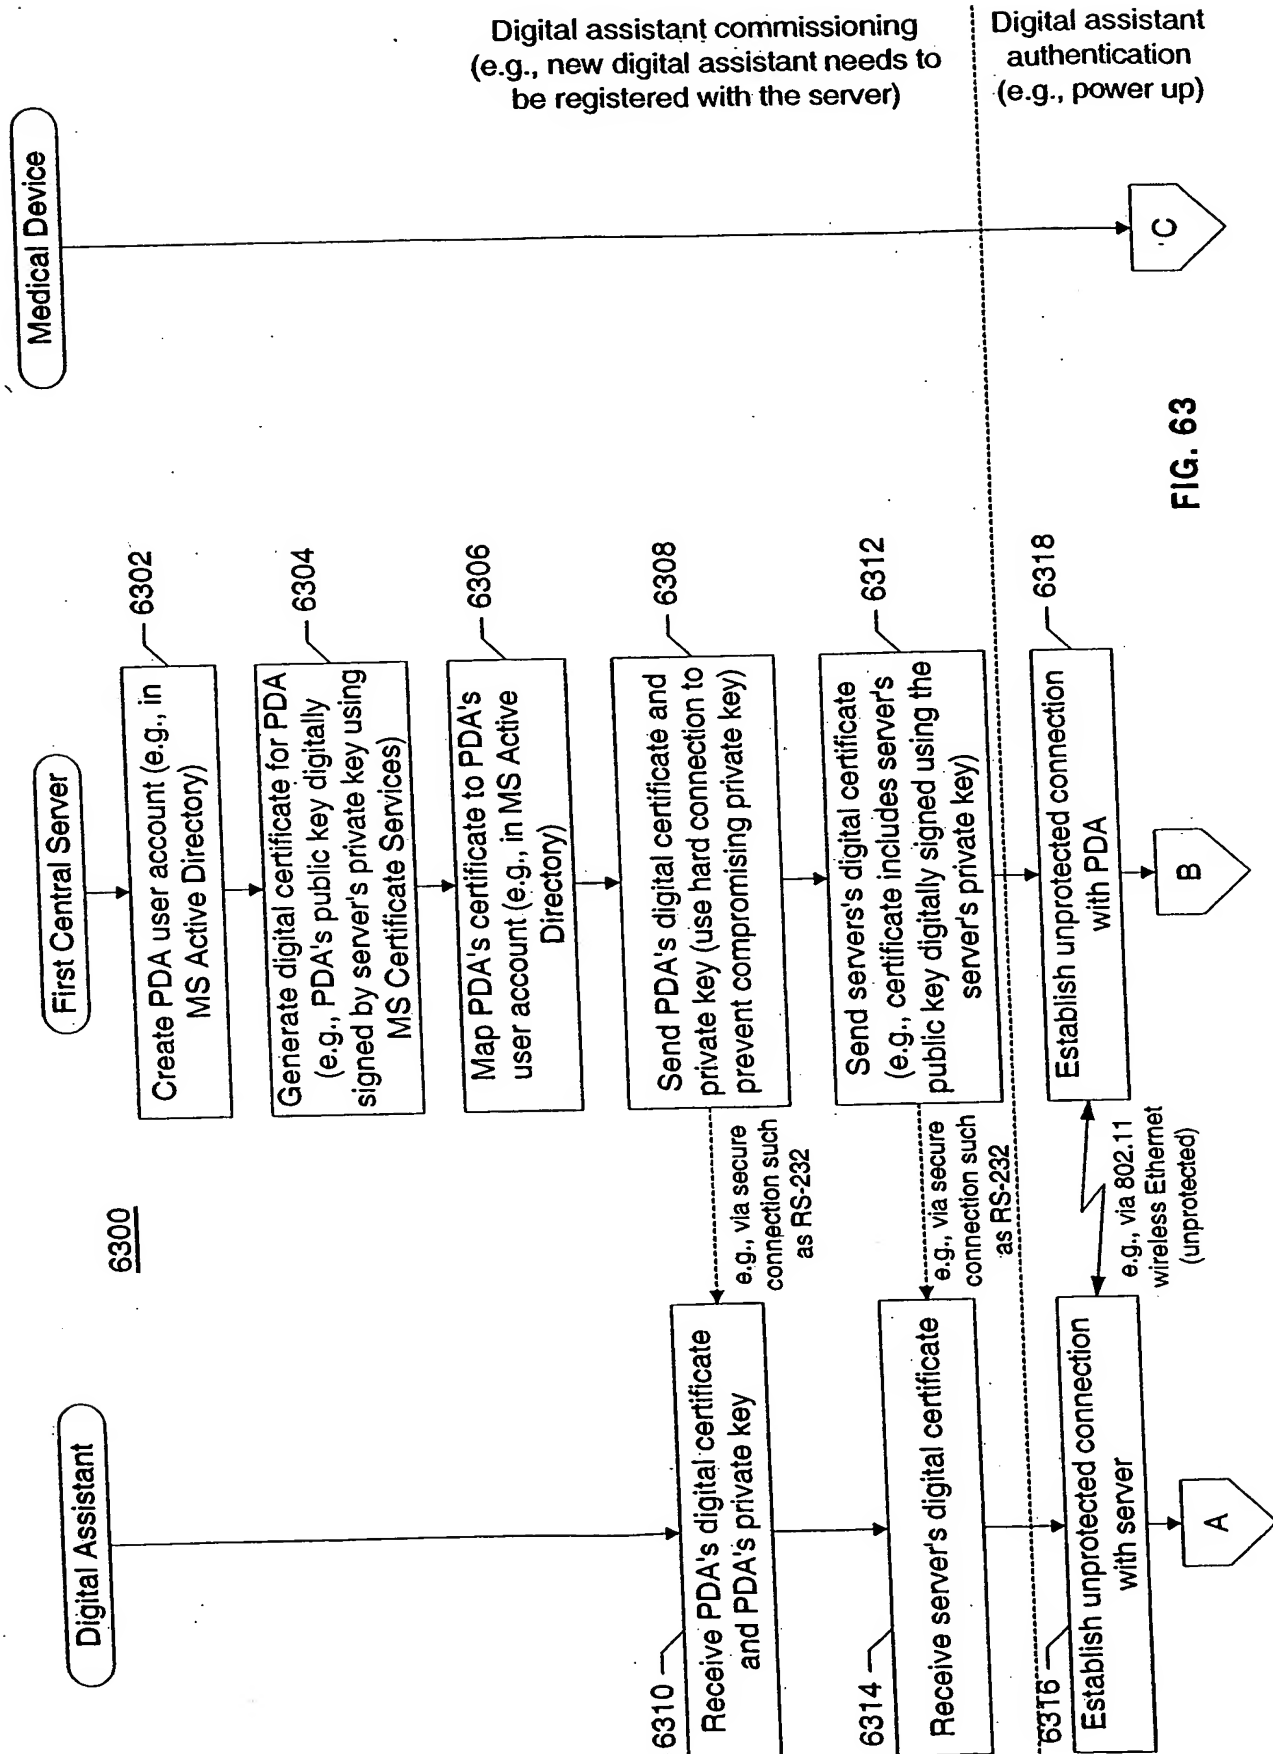 6300
Digital Assistant
First Central Server
Medical Device
Create PDA user account (e.g., in
MS Active Directory)
6302
Generate digital certificate for PDA
(e.g., PDA's public key digitally
signed by server's private key using
MS Certificate Services)
6304
Map PDA's certificate to PDA's
user account (e.g., in MS Active
Directory)
6306
Send PDA's digital certificate and
private key (use hard connection to
prevent compromising private key)
6308
e.g., via secure
connection such
as RS-232
6310
Receive PDA's digital certificate
and PDA's private key
Send servers's digital certificate
(e.g., certificate includes server's
public key digitally signed using the
server's private key)
6312
e.g., via secure
connection such
as RS-232
6314
Receive server's digital certificate
Digital assistant commissioning
(e.g., new digital assistant needs to
be registered with the server)
Digital assistant
authentication
(e.g., power up)
6316
Establish unprotected connection
with server
e.g., via 802.11
wireless Ethernet
(unprotected)
Establish unprotected connection
with PDA
6318
A
B
C
FIG. 63